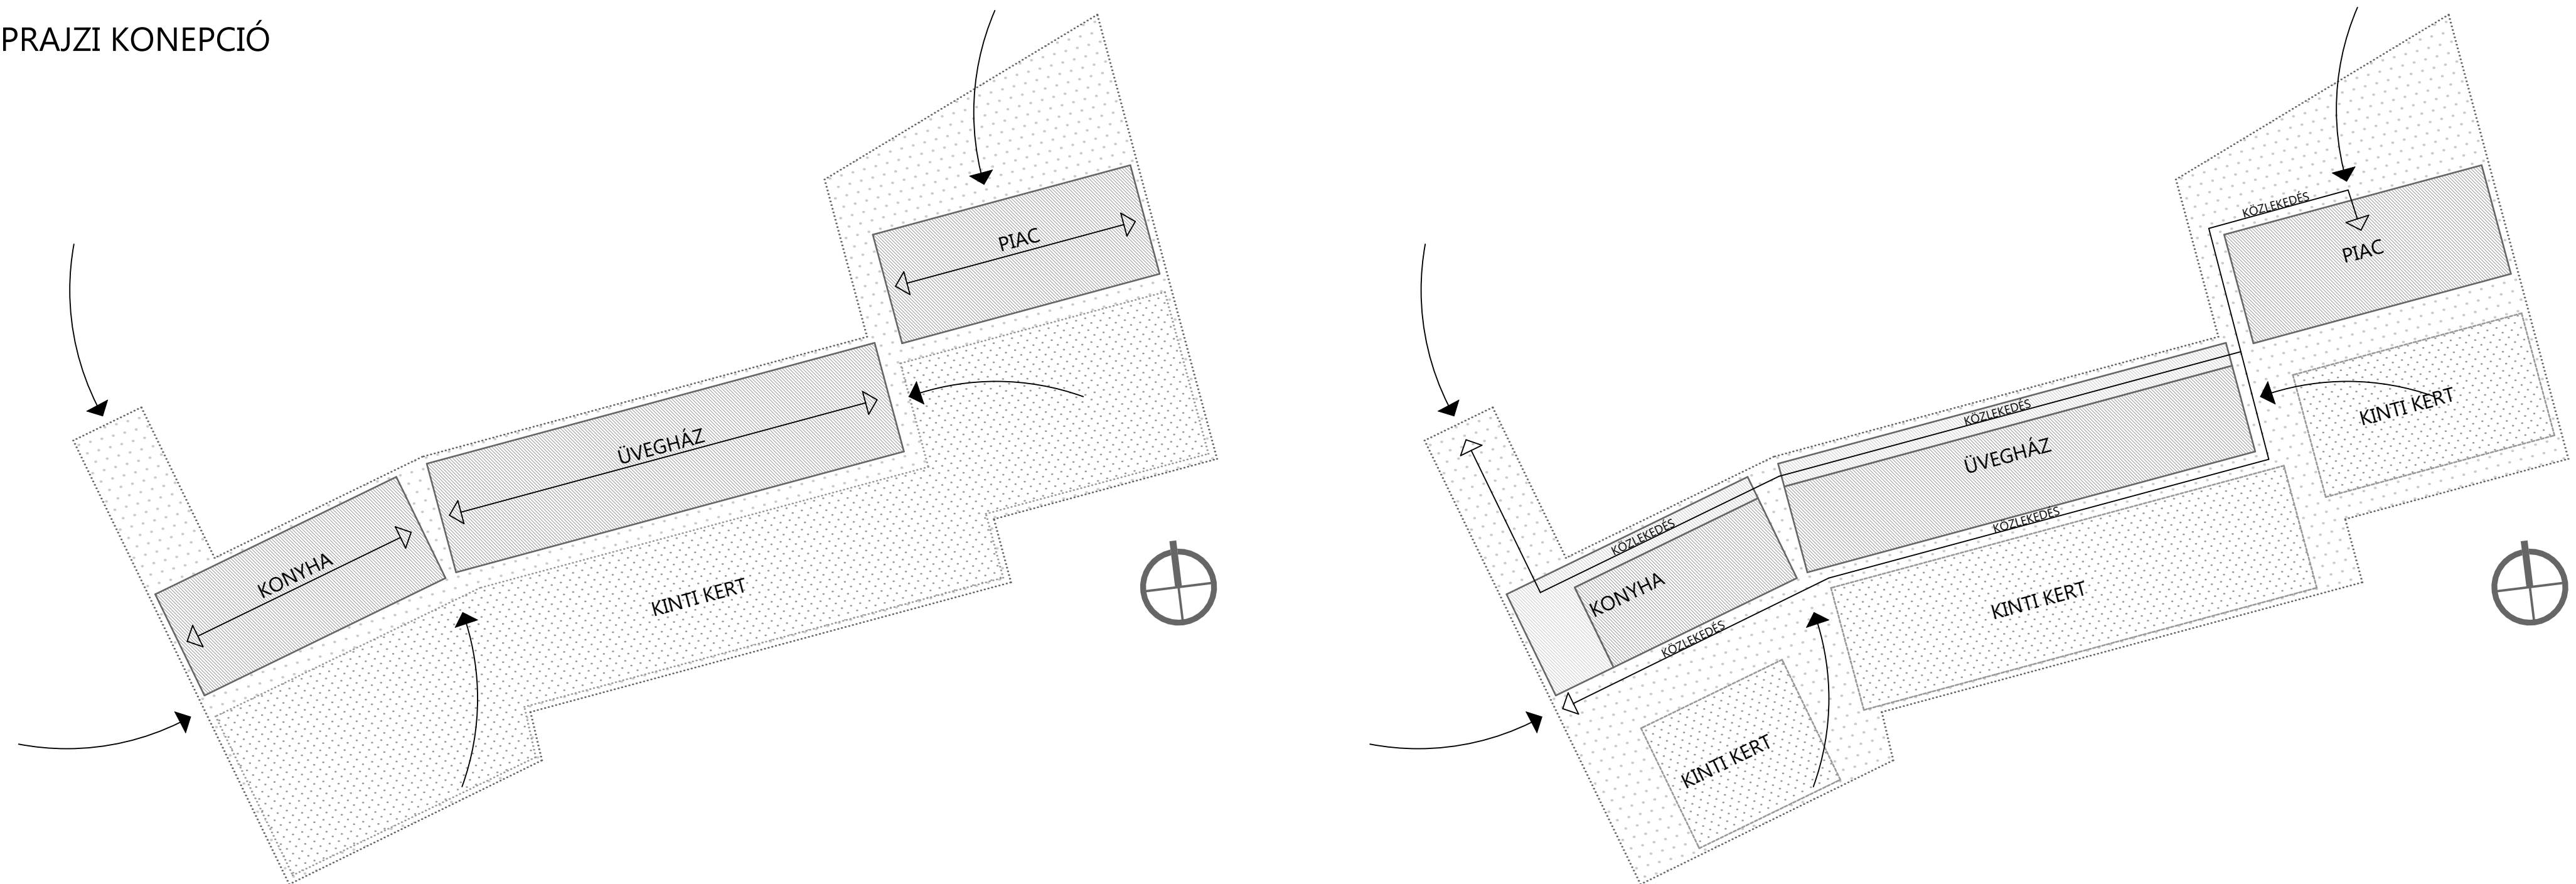 PRAJZI KONEPCIÓ
PIAC
ÜVEGHÁZ
KONYHA
KINTI KERT
KÖZLEKEDÉS
PIAC
KINTI KERT
KÖZLEKEDÉS
ÜVEGHÁZ
KÖZLEKEDÉS
KÖZLEKEDÉS
KONYHA
KINTI KERT
KÖZLEKEDÉS
KINTI KERT